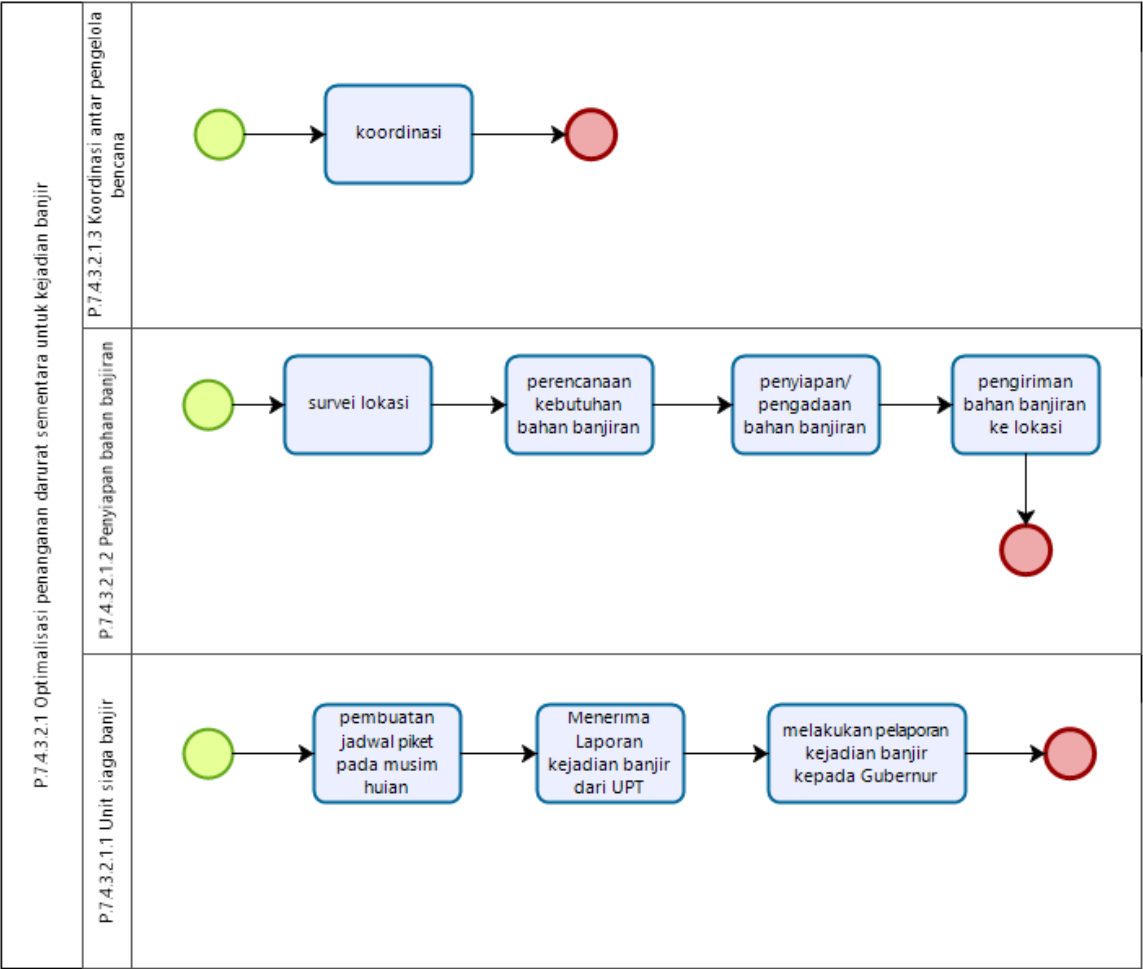 P.7.4.3.2.1 Optimalisasi penanganan darurat sementara untuk kejadian banjir
P.7.4.3.2.1.3 Koordinasi antar pengelola
bencana
koordinasi
P.7.4.3.2.1.2 Penyiapan bahan banjiran
survei lokasi
perencanaan
kebutuhan
bahan banjiran
penyiapan/
pengadaan
bahan banjiran
pengiriman
bahan banjiran
ke lokasi
P.7.4.3.2.1.1 Unit siaga banjir
pembuatan
jadwal piket
pada musim
huian
Menerima
Laporan
kejadian banjir
dari UPT
melakukan pelaporan
kejadian banjir
kepada Gubernur